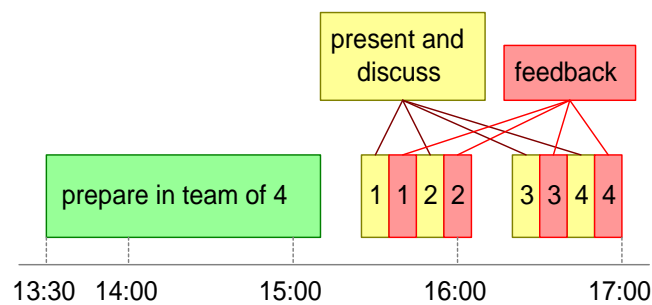 present and
discuss
feedback
prepare in team of 4
1 1 2 2
3 3 4 4
13:30 14:00 15:00 16:00 17:00